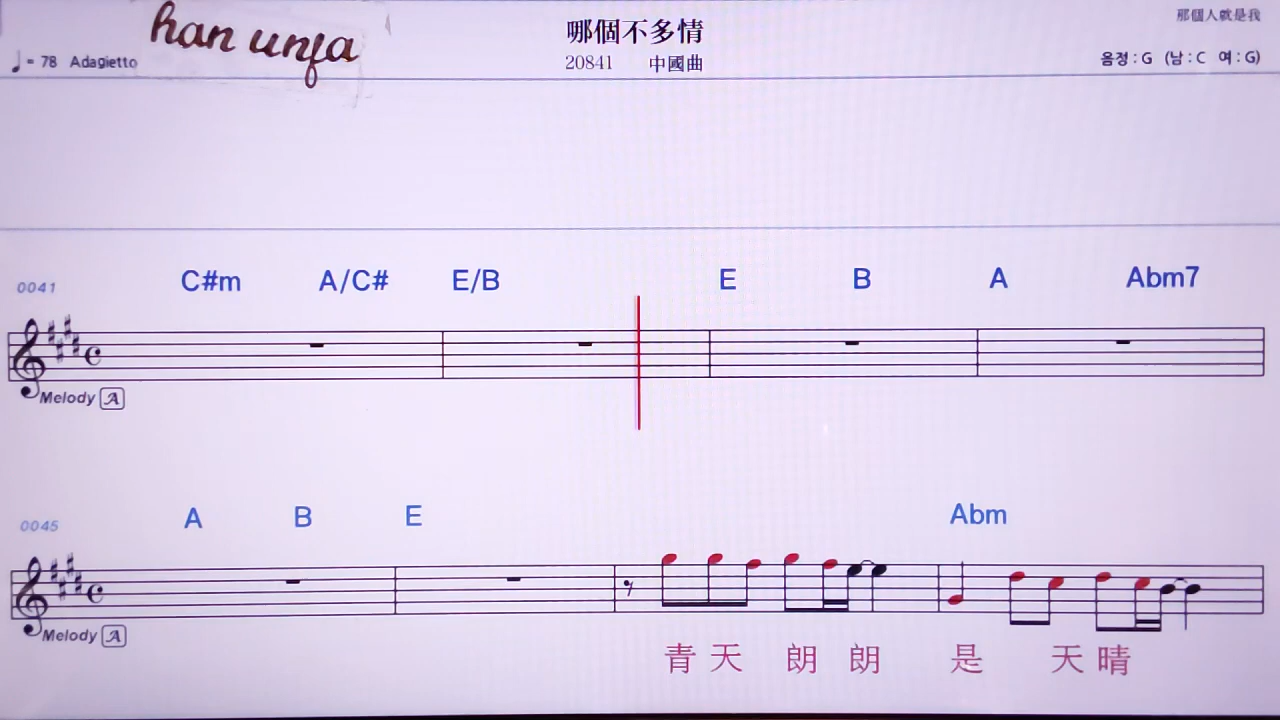 han unfa
哪個不多情
那個人就是我
♩= 78 Adagietto
20841 中國曲
음정 : G (남 : C 여 : G)
C#m A/C# E/B E B A Abm7
0041
Melody A
A B E Abm
0045
Melody A
青天 朗朗 是 天晴